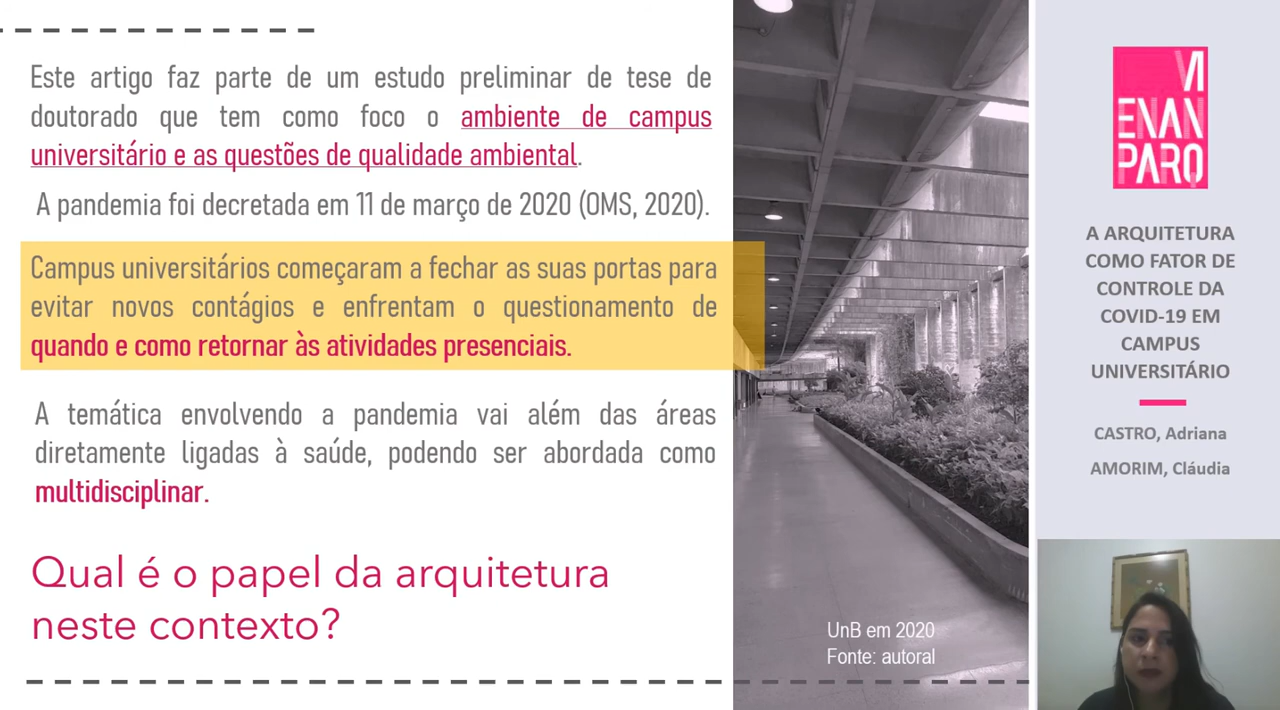 Este artigo faz parte de um estudo preliminar de tese de
doutorado que tem como foco o ambiente de campus
universitário e as questões de qualidade ambiental.
A pandemia foi decretada em 11 de março de 2020 (OMS, 2020).
Campus universitários começaram a fechar as suas portas para
evitar novos contágios e enfrentam o questionamento de
quando e como retornar às atividades presenciais.
A temática envolvendo a pandemia vai além das áreas
diretamente ligadas à saúde, podendo ser abordada como
multidisciplinar.
Qual é o papel da arquitetura
neste contexto?
UnB em 2020
Fonte: autoral
VI
ENAN
PARQ
A ARQUITETURA
COMO FATOR DE
CONTROLE DA
COVID-19 EM
CAMPUS
UNIVERSITÁRIO
CASTRO, Adriana
AMORIM, Cláudia